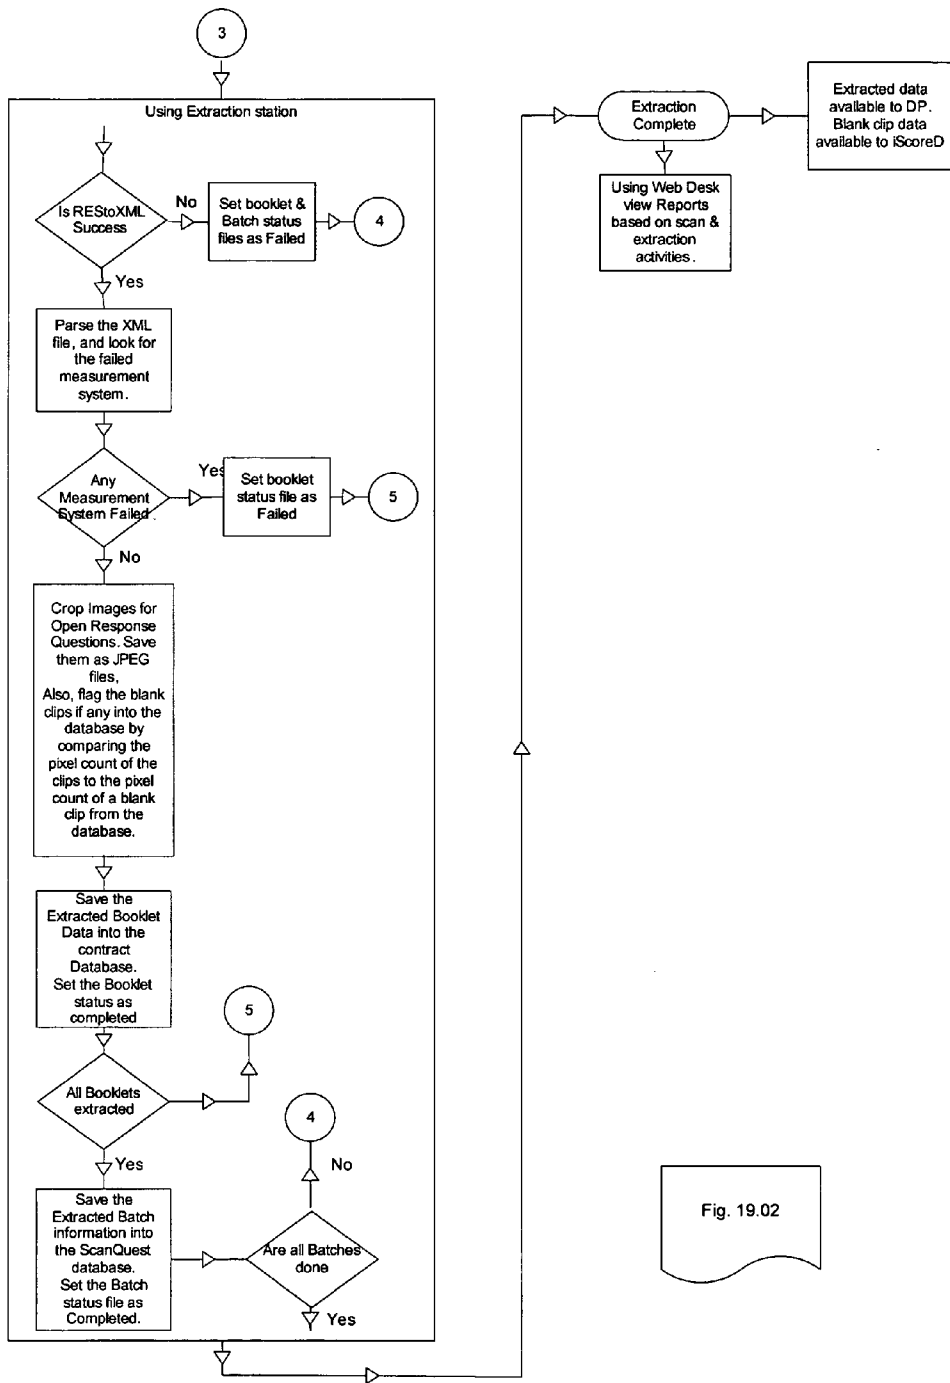 3
Using Extraction station
Is REStoXML
Success
No
Set booklet &
Batch status
files as Failed
4
Yes
Parse the XML
file, and look for
the failed
measurement
system.
Any
Measurement
System Failed.
Yes
Set booklet
status file as
Failed
5
No
Crop Images for
Open Response
Questions. Save
them as JPEG
files,
Also, flag the blank
clips if any into the
database by
comparing the
pixel count of the
clips to the pixel
count of a blank
clip from the
database.
Save the
Extracted Booklet
Data into the
contract
Database.
Set the Booklet
status as
completed
5
All Booklets
extracted
Yes
4
No
Save the
Extracted Batch
information into
the ScanQuest
database.
Set the Batch
status file as
Completed.
Are all Batches
done
Yes
Extraction
Complete
Extracted data
available to DP.
Blank clip data
available to iScoreD
Using Web Desk
view Reports
based on scan &
extraction
activities.
Fig. 19.02